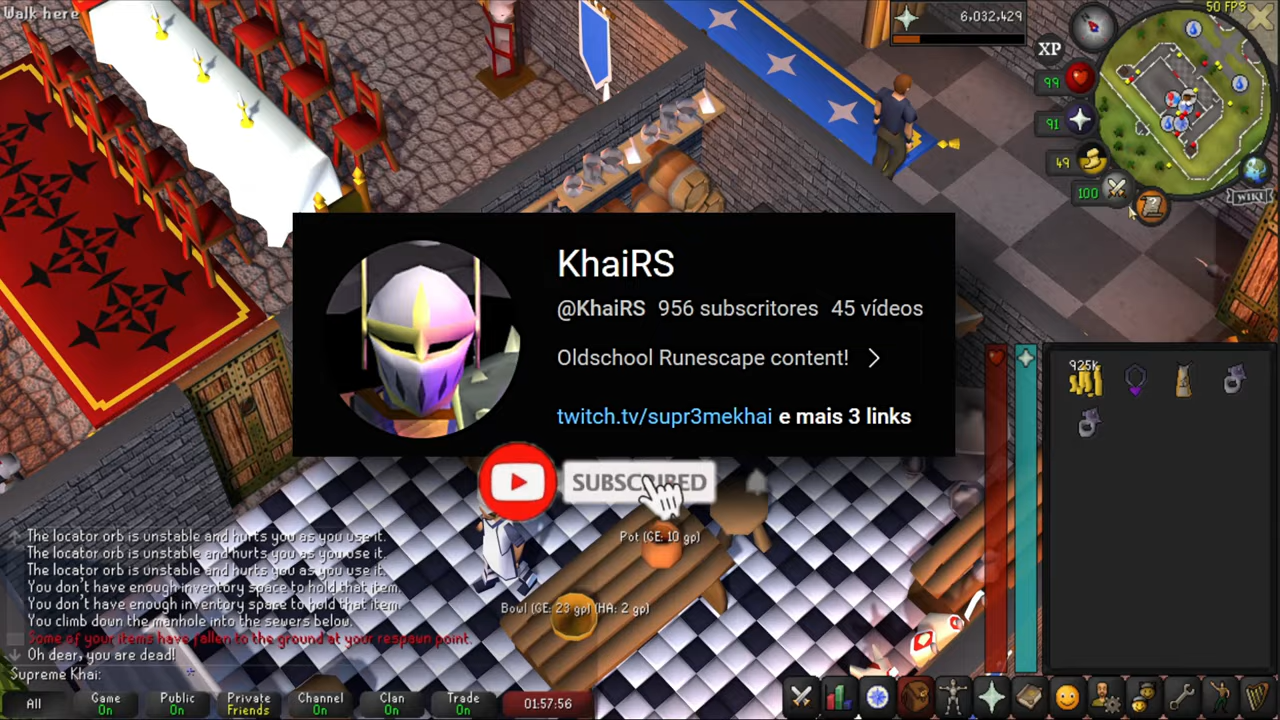 Walk here
50 FPS
6,032,429
XP
99
91
49
100
WIKI
KhaiRS
@KhaiRS 956 subscritores 45 vídeos
Oldschool Runescape content!
twitch.tv/supr3mekhai e mais 3 links
SUBSCRIBED
925k
Pot (GE: 10 gp)
Bowl (GE: 23 gp) (HA: 2 gp)
The locator orb is unstable and hurts you as you use it.
The locator orb is unstable and hurts you as you use it.
The locator orb is unstable and hurts you as you use it.
You don't have enough inventory space to hold that item.
You don't have enough inventory space to hold that item.
You climb down the manhole into the sewers below.
Some of your items have fallen to the ground at your respawn point.
Oh dear, you are dead!
Supreme Khai: *
All
Game On
Public On
Private Friends
Channel On
Clan On
Trade On
01:57:56